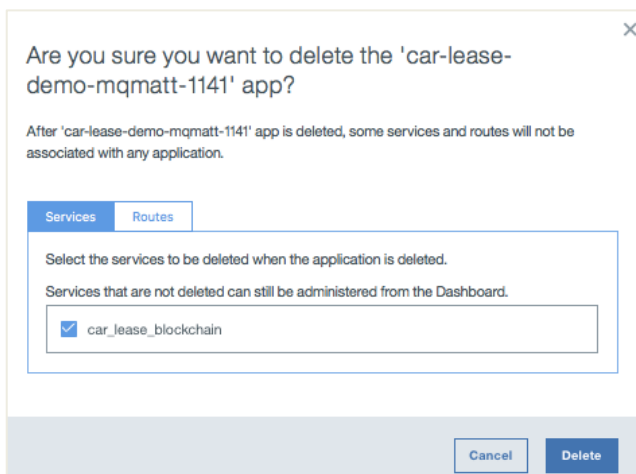 Are you sure you want to delete the 'car-lease-
demo-mqmatt-1141' app?
After 'car-lease-demo-mqmatt-1141' app is deleted, some services and routes will not be
associated with any application.
Services
Routes
Select the services to be deleted when the application is deleted.
Services that are not deleted can still be administered from the Dashboard.
car_lease_blockchain
Cancel
Delete